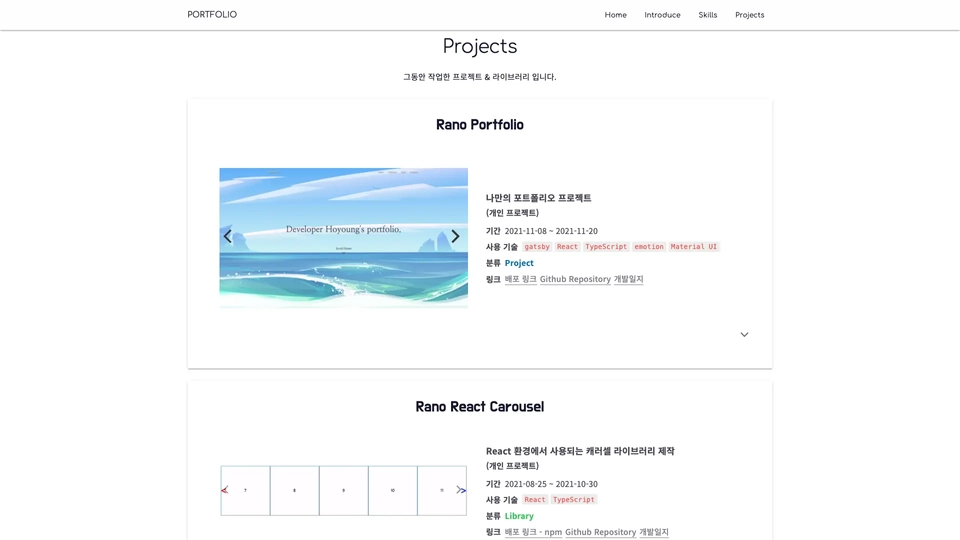 PORTFOLIO
Home Introduce Skills Projects
Projects
그동안 작업한 프로젝트 & 라이브러리 입니다.
Rano Portfolio
Developer Hoyoung's portfolio.
나만의 포트폴리오 프로젝트
(개인 프로젝트)
기간 2021-11-08 ~ 2021-11-20
사용 기술 gatsby React TypeScript emotion Material UI
분류 Project
링크 배포 링크 Github Repository 개발일지
Rano React Carousel
7 8 9 10 11
React 환경에서 사용되는 캐러셀 라이브러리 제작
(개인 프로젝트)
기간 2021-08-25 ~ 2021-10-30
사용 기술 React TypeScript
분류 Library
링크 배포 링크 - npm Github Repository 개발일지